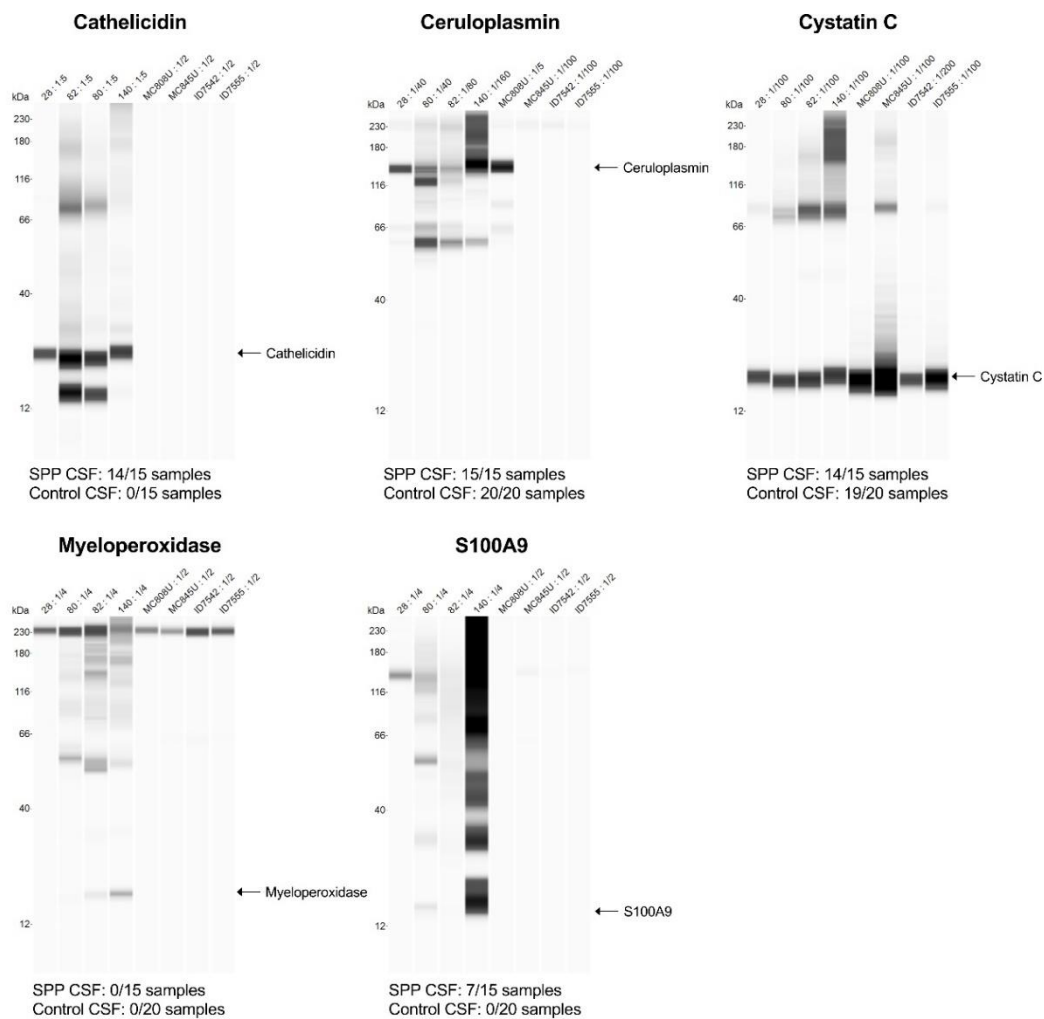 Cathelicidin
28 : 1:5
82 : 1:5
80 : 1:5
140 : 1:5
MC808U : 1/2
MC845U : 1/2
ID7542 : 1/2
ID7555 : 1/2
kDa
230-
180-
116-
66-
40-
12-
Cathelicidin
SPP CSF: 14/15 samples
Control CSF: 0/15 samples
Ceruloplasmin
28 : 1/40
80 : 1/40
82 : 1/80
140 : 1/160
MC808U : 1/5
MC845U : 1/100
ID7542 : 1/100
ID7555 : 1/100
kDa
230-
180-
116-
66-
40-
12-
Ceruloplasmin
SPP CSF: 15/15 samples
Control CSF: 20/20 samples
Cystatin C
28 : 1/100
80 : 1/100
82 : 1/100
140 : 1/100
MC808U : 1/100
MC845U : 1/100
ID7542 : 1/200
ID7555 : 1/100
kDa
230-
180-
116-
66-
40-
12-
Cystatin C
SPP CSF: 14/15 samples
Control CSF: 19/20 samples
Myeloperoxidase
28 : 1/4
80 : 1/4
82 : 1/4
140 : 1/4
MC808U : 1/2
MC845U : 1/2
ID7542 : 1/2
ID7555 : 1/2
kDa
230-
180-
116-
66-
40-
12-
Myeloperoxidase
SPP CSF: 0/15 samples
Control CSF: 0/20 samples
S100A9
28 : 1/4
80 : 1/4
82 : 1/4
140 : 1/4
MC808U : 1/2
MC845U : 1/2
ID7542 : 1/2
ID7555 : 1/2
kDa
230-
180-
116-
66-
40-
12-
S100A9
SPP CSF: 7/15 samples
Control CSF: 0/20 samples